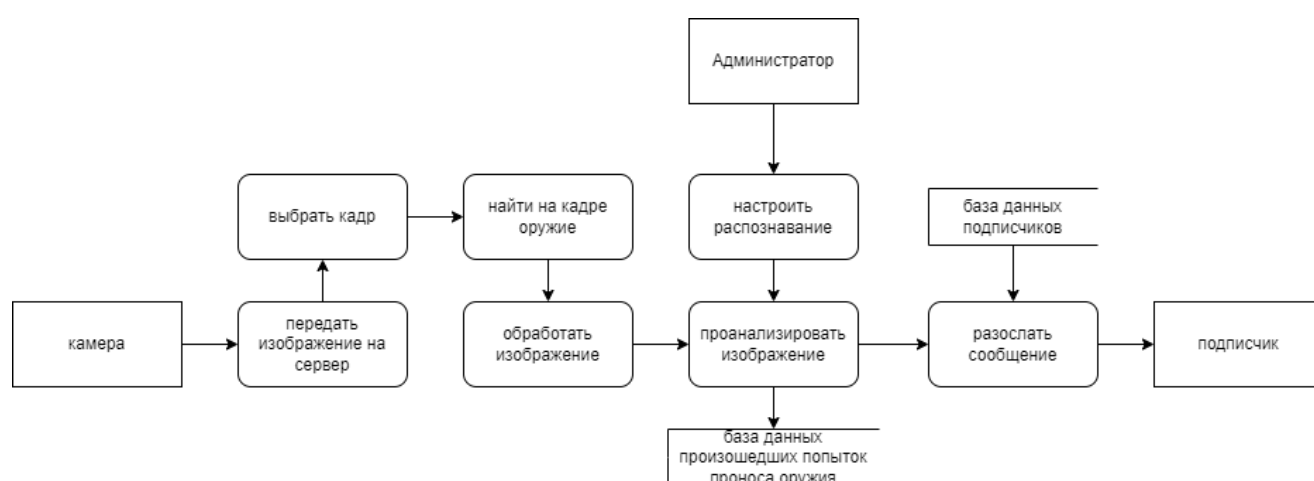 Администратор
выбрать кадр
найти на кадре
оружие
настроить
распознавание
база данных
подписчиков
камера
передать
изображение на
сервер
обработать
изображение
проанализировать
изображение
разослать
сообщение
подписчик
база данных
произошедших попыток
проноса оружия